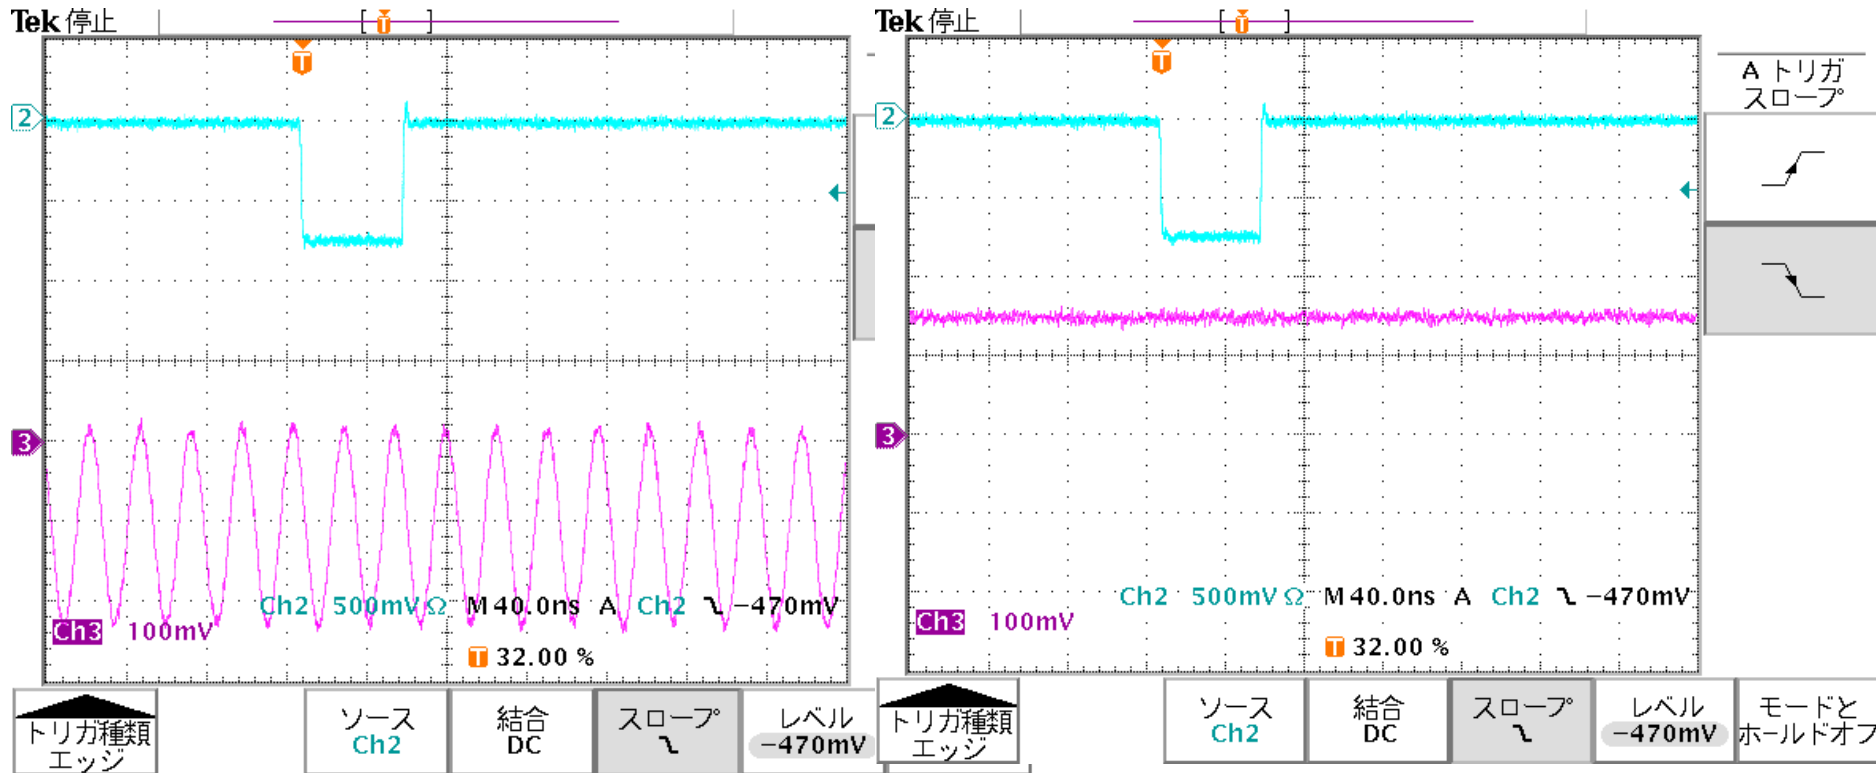 Tek 停止
[ T ]
T
2
3
Ch2 500mVΩ M 40.0ns A Ch2 ⴈ −470mV
Ch3 100mV
T 32.00 %
トリガ種類
エッジ
ソース
Ch2
結合
DC
スロープ
レベル
−470mV
Tek 停止
[ T ]
T
2
3
Ch2 500mVΩ M 40.0ns A Ch2 −470mV
Ch3 100mV
T 32.00 %
A トリガ
スロープ
トリガ種類
エッジ
ソース
Ch2
結合
DC
スロープ
レベル
−470mV
モードと
ホールドオフ